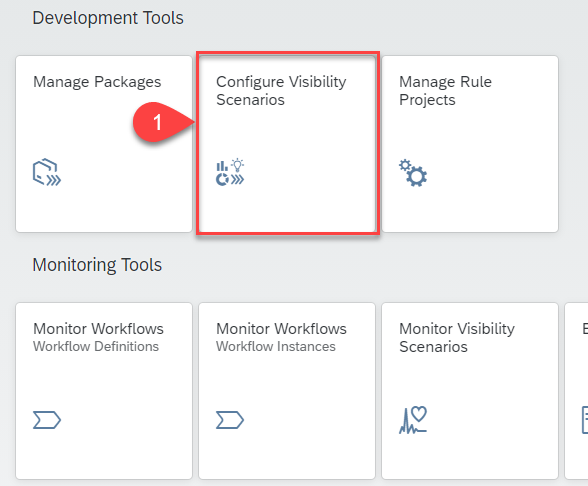 Development Tools
Manage Packages
Configure Visibility
Scenarios
Manage Rule
Projects
1
Monitoring Tools
Monitor Workflows
Workflow Definitions
Monitor Workflows
Workflow Instances
Monitor Visibility
Scenarios